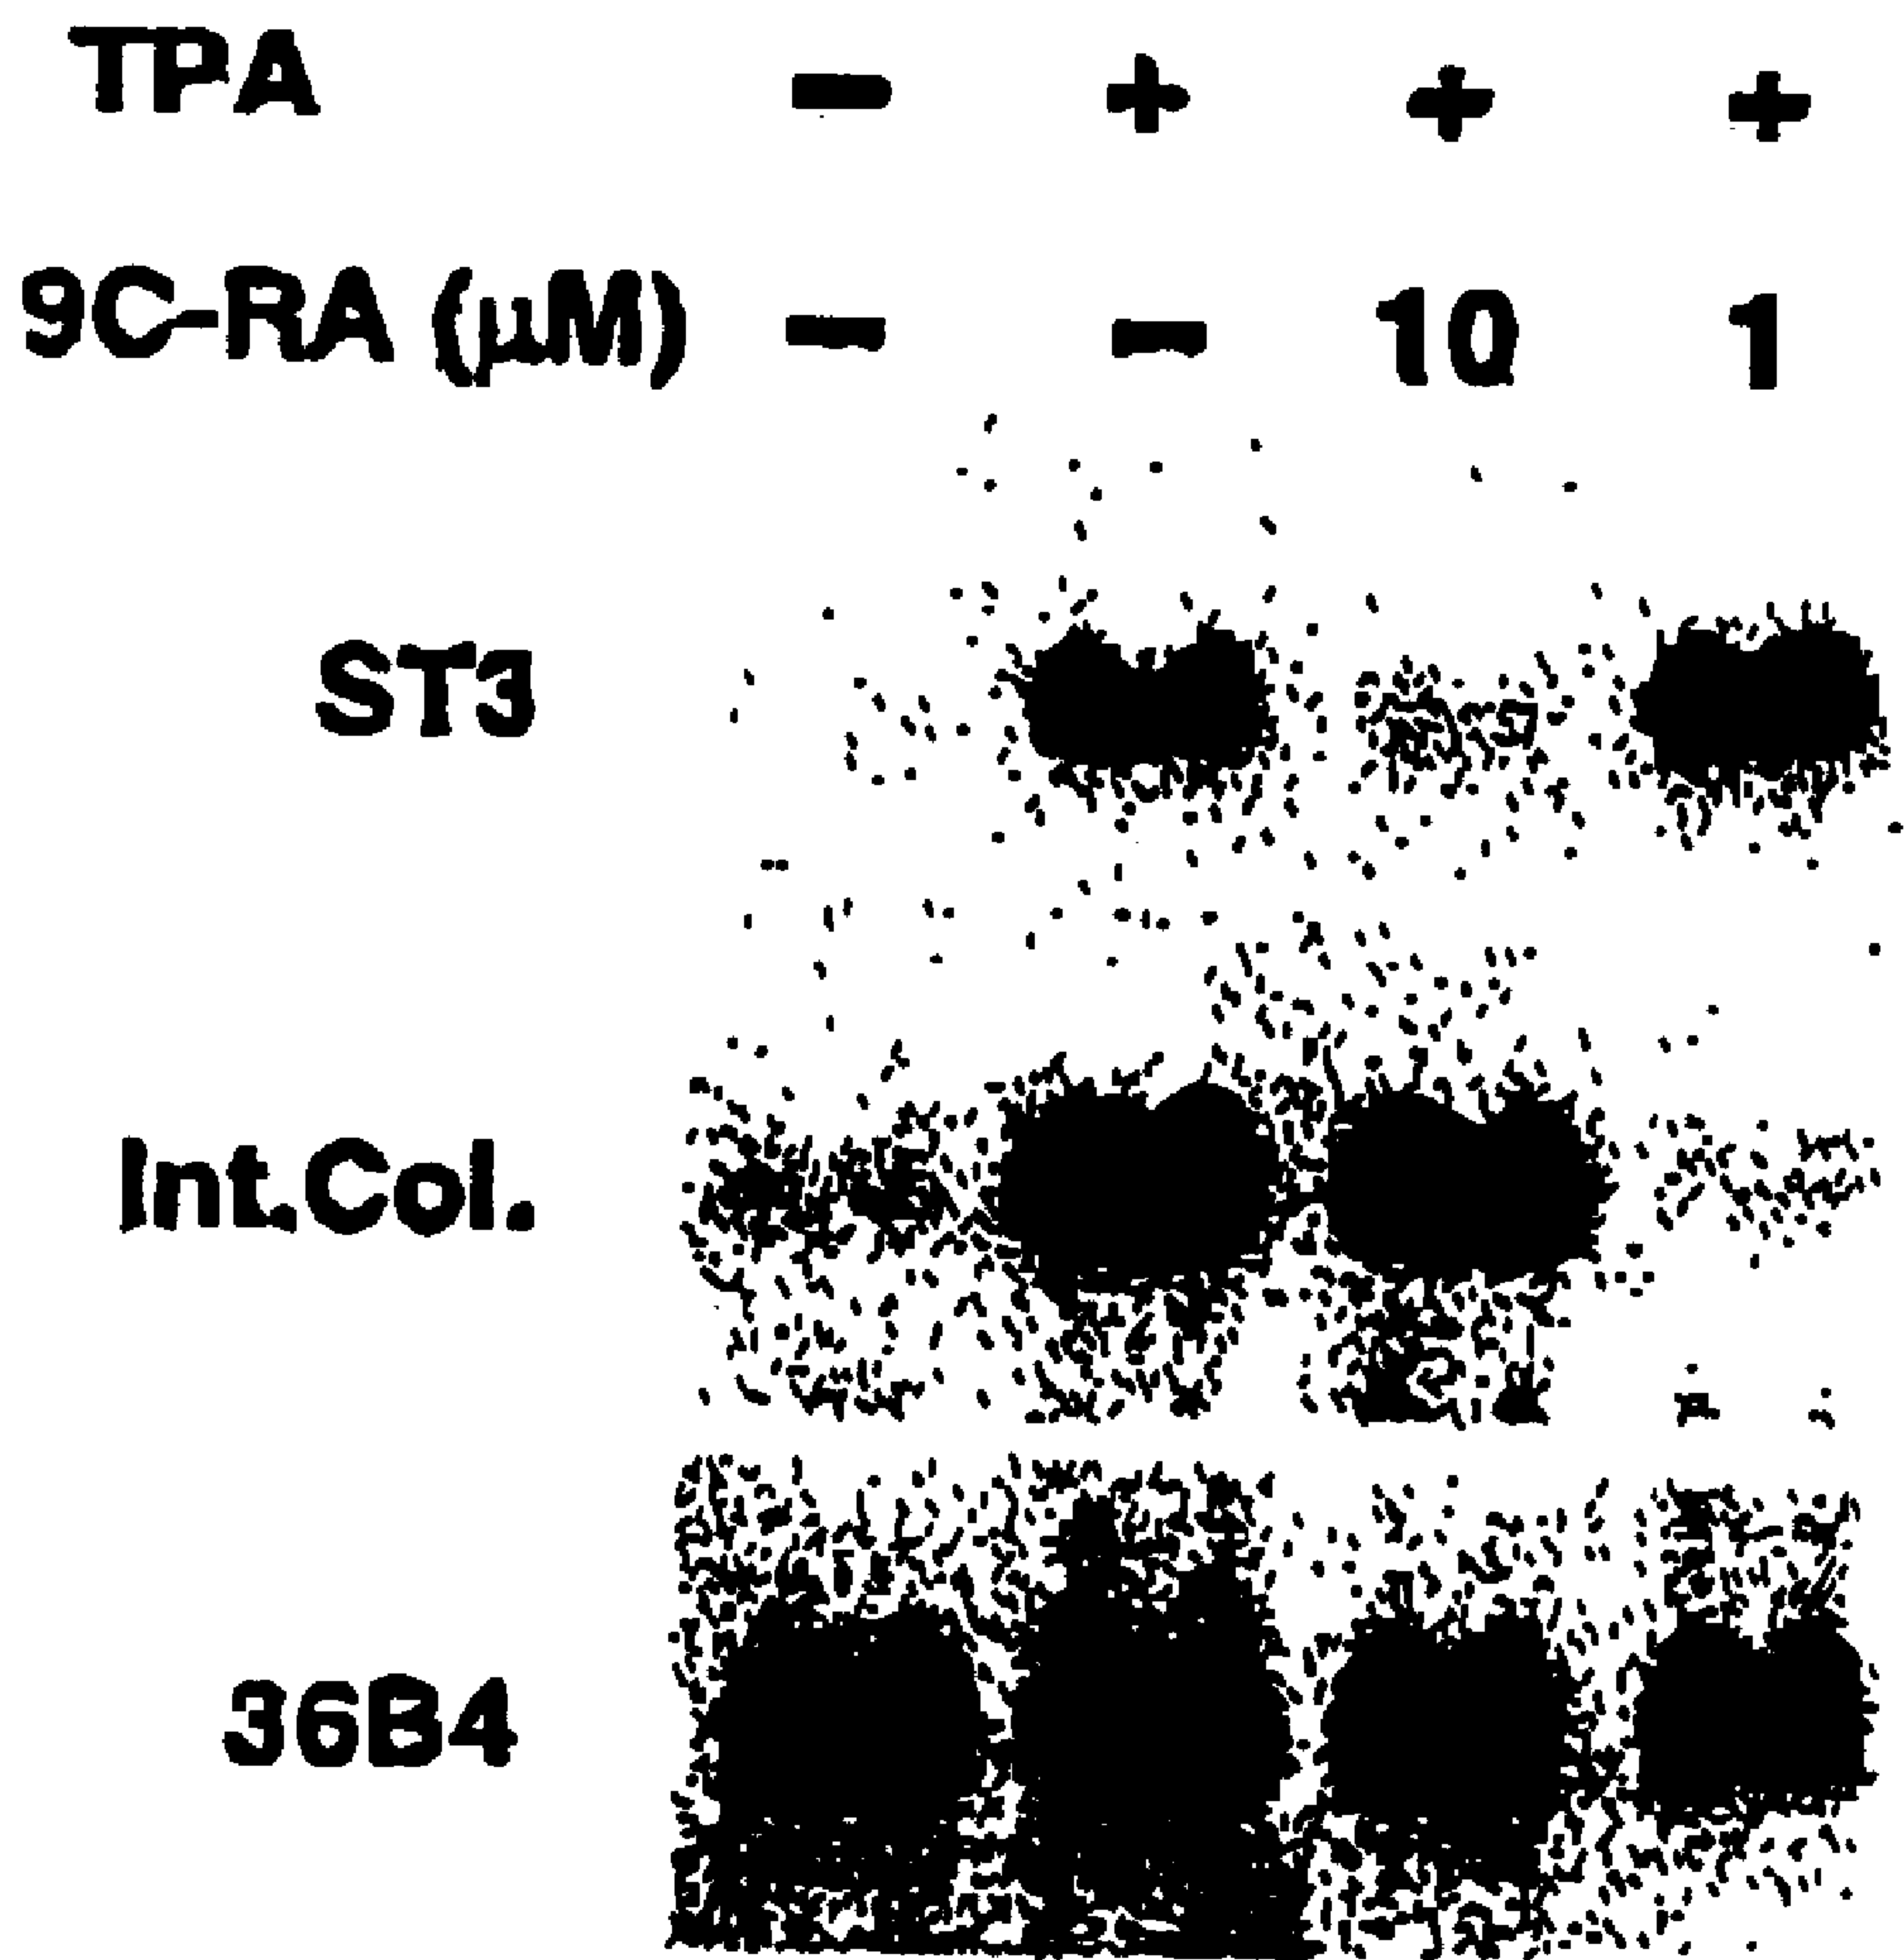 TPA − + + +
9C-RA (µM) − − 10 1
ST3
Int.Col.
36B4